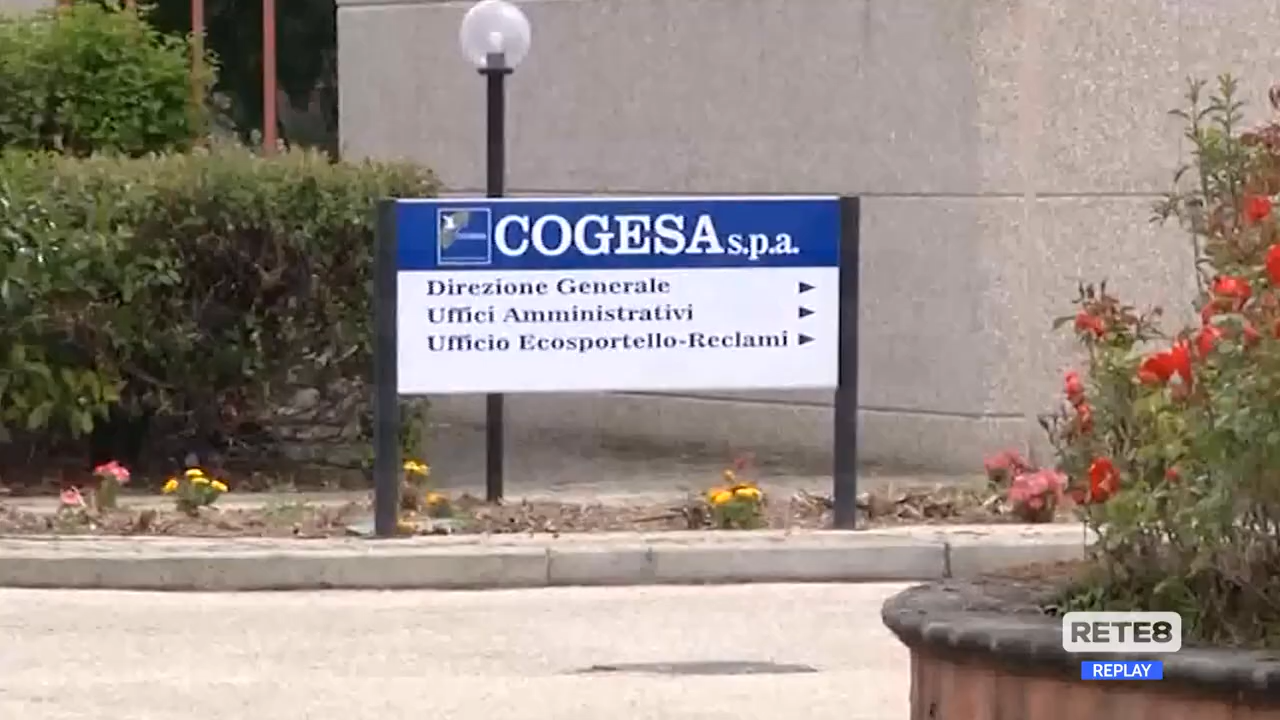 COGESA s.p.a.
Direzione Generale
Uffici Amministrativi
Ufficio Ecosportello-Reclami
RETE8
REPLAY